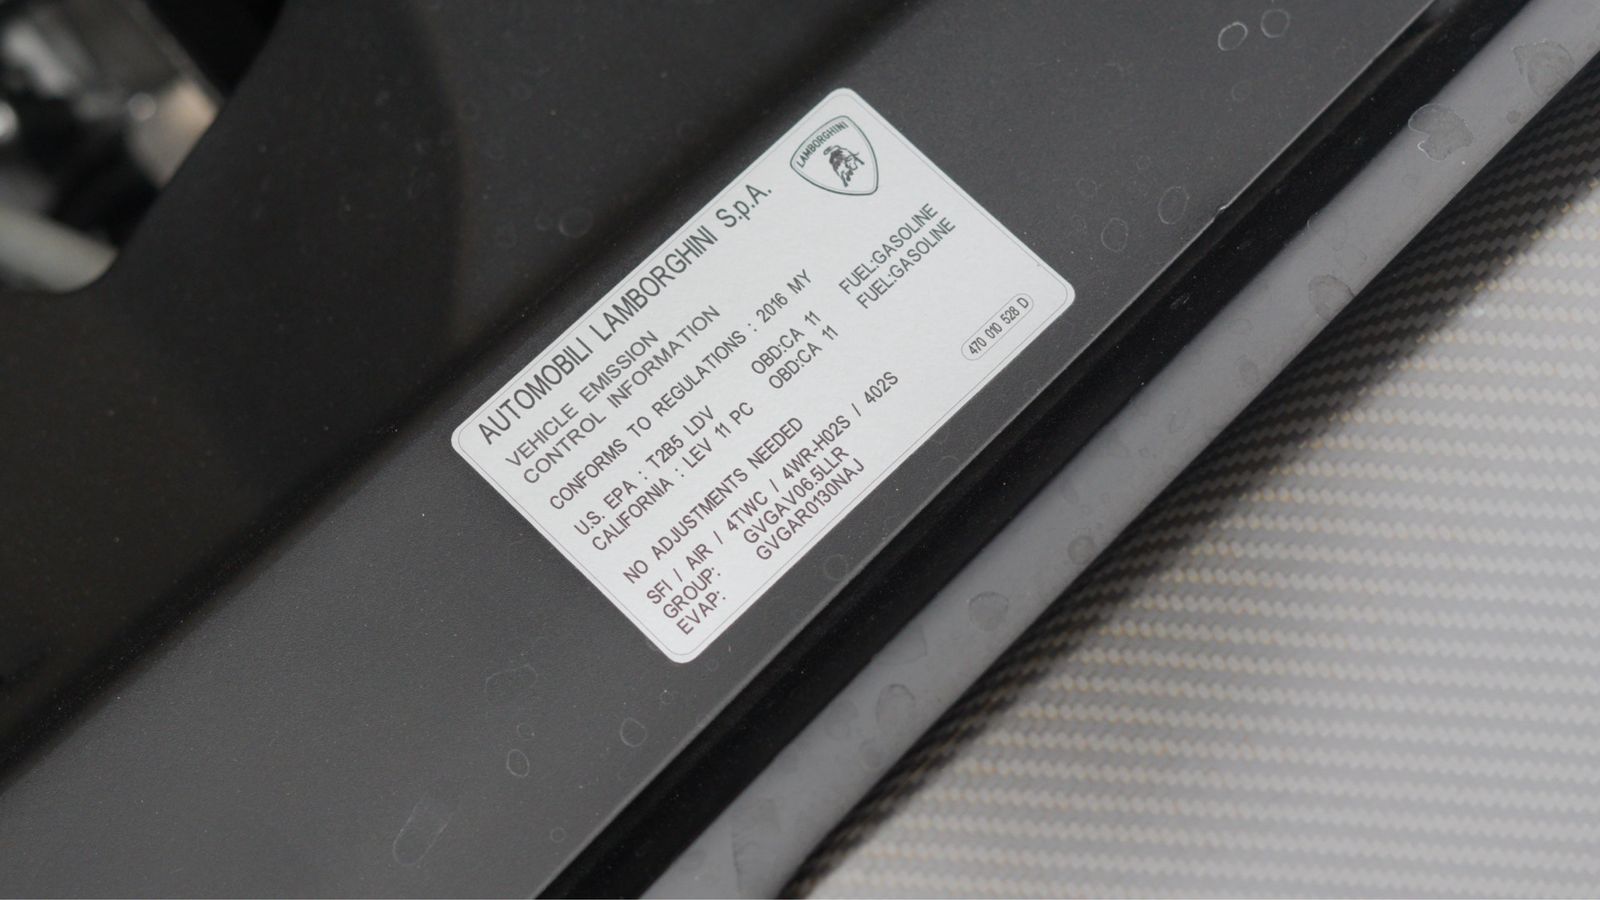 LAMBORGHINI
AUTOMOBILI LAMBORGHINI S.p.A.
VEHICLE EMISSION
CONTROL INFORMATION
CONFORMS TO REGULATIONS : 2016 MY
U.S. EPA : T2B5 LDV OBD:CA 11 FUEL:GASOLINE
CALIFORNIA : LEV 11 PC OBD:CA 11 FUEL:GASOLINE
NO ADJUSTMENTS NEEDED
SFI / AIR / 4TWC / 4WR-H02S / 402S
GROUP: GVGAV06.5LLR
EVAP: GVGAR0130NAJ
470 010 528 D